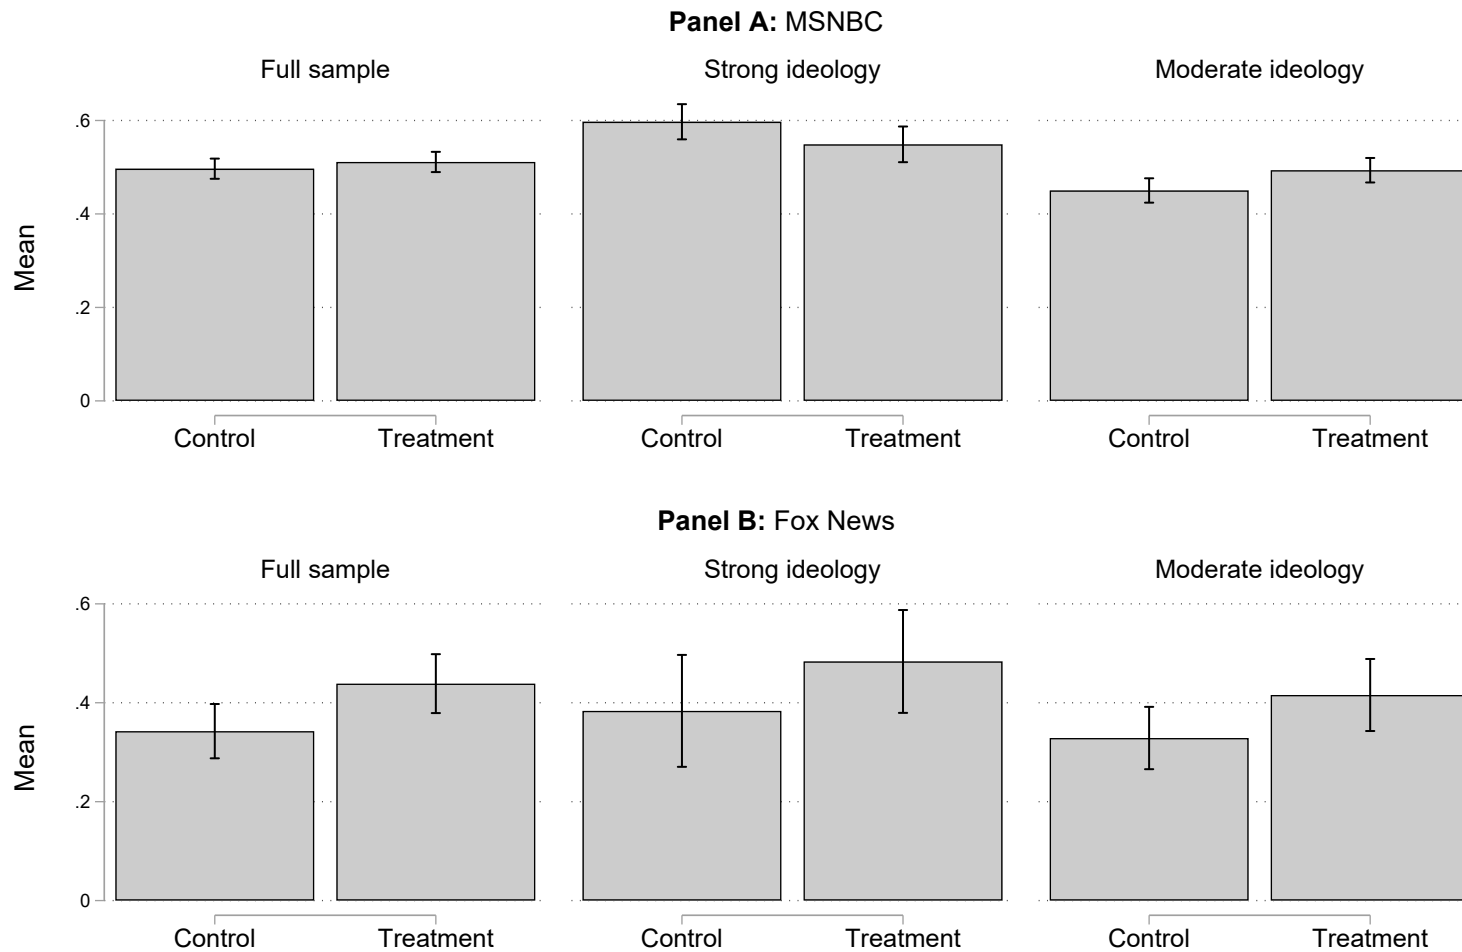 Panel A: MSNBC
Full sample Strong ideology Moderate ideology
.6
.4
.2
0
Mean
Control Treatment Control Treatment Control Treatment
Panel B: Fox News
Full sample Strong ideology Moderate ideology
.6
.4
.2
0
Mean
Control Treatment Control Treatment Control Treatment